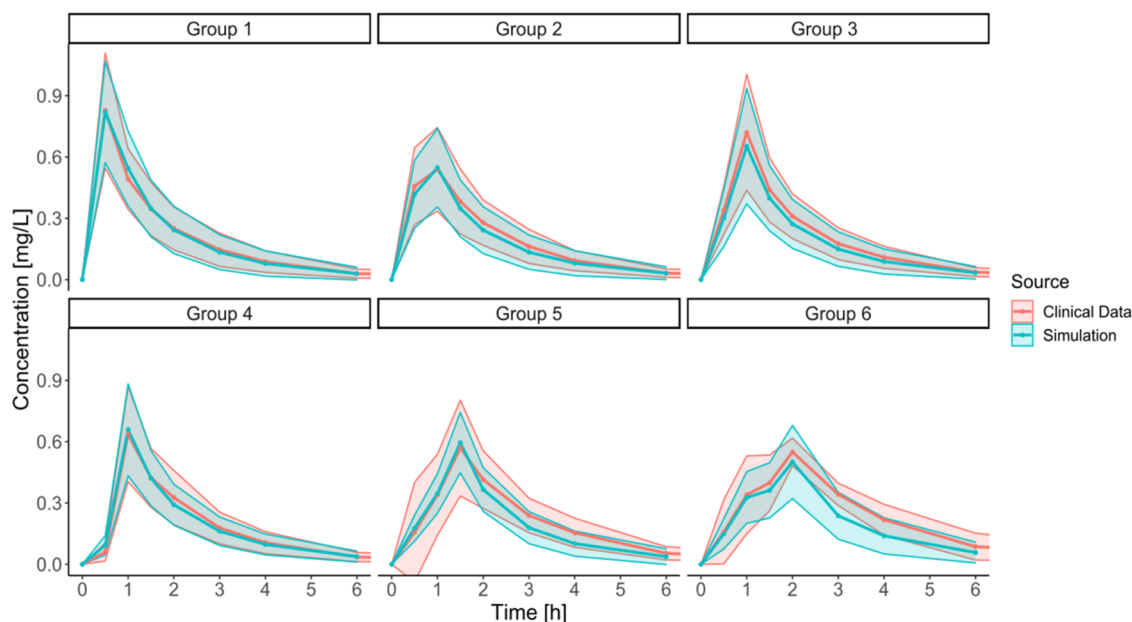 Group 1 Group 2 Group 3
0.9
0.6
0.3
0.0
Group 4 Group 5 Group 6
0.9
0.6
0.3
0.0
0 1 2 3 4 5 6 0 1 2 3 4 5 6 0 1 2 3 4 5 6
Concentration [mg/L]
Time [h]
Source
Clinical Data
Simulation